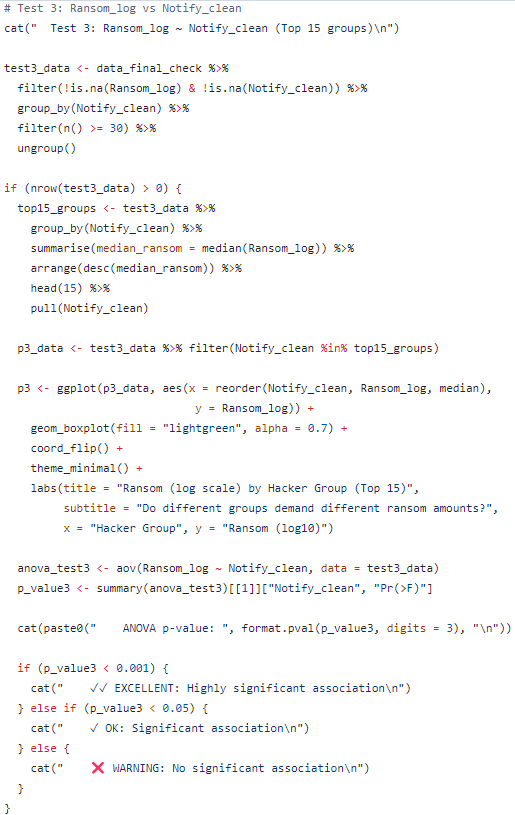 # Test 3: Ransom_log vs Notify_clean
cat("  Test 3: Ransom_log ~ Notify_clean (Top 15 groups)\n")

test3_data <- data_final_check %>%
  filter(!is.na(Ransom_log) & !is.na(Notify_clean)) %>%
  group_by(Notify_clean) %>%
  filter(n() >= 30) %>%
  ungroup()

if (nrow(test3_data) > 0) {
  top15_groups <- test3_data %>%
    group_by(Notify_clean) %>%
    summarise(median_ransom = median(Ransom_log)) %>%
    arrange(desc(median_ransom)) %>%
    head(15) %>%
    pull(Notify_clean)

  p3_data <- test3_data %>% filter(Notify_clean %in% top15_groups)

  p3 <- ggplot(p3_data, aes(x = reorder(Notify_clean, Ransom_log, median),
                             y = Ransom_log)) +
    geom_boxplot(fill = "lightgreen", alpha = 0.7) +
    coord_flip() +
    theme_minimal() +
    labs(title = "Ransom (log scale) by Hacker Group (Top 15)",
         subtitle = "Do different groups demand different ransom amounts?",
         x = "Hacker Group", y = "Ransom (log10)")

  anova_test3 <- aov(Ransom_log ~ Notify_clean, data = test3_data)
  p_value3 <- summary(anova_test3)[[1]]["Notify_clean", "Pr(>F)"]

  cat(paste0("    ANOVA p-value: ", format.pval(p_value3, digits = 3), "\n"))

  if (p_value3 < 0.001) {
    cat("    ✓✓ EXCELLENT: Highly significant association\n")
  } else if (p_value3 < 0.05) {
    cat("    ✓ OK: Significant association\n")
  } else {
    cat("    ❌ WARNING: No significant association\n")
  }
}